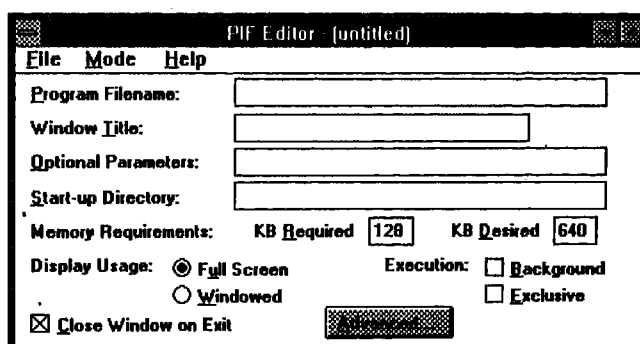 PIF Editor - (untitled)
File Mode Help
Program Filename:
Window Title:
Optional Parameters:
Start-up Directory:
Memory Requirements: KB Required 128 KB Desired 640
Display Usage: Full Screen Execution: Background
Windowed Exclusive
Close Window on Exit Advanced...